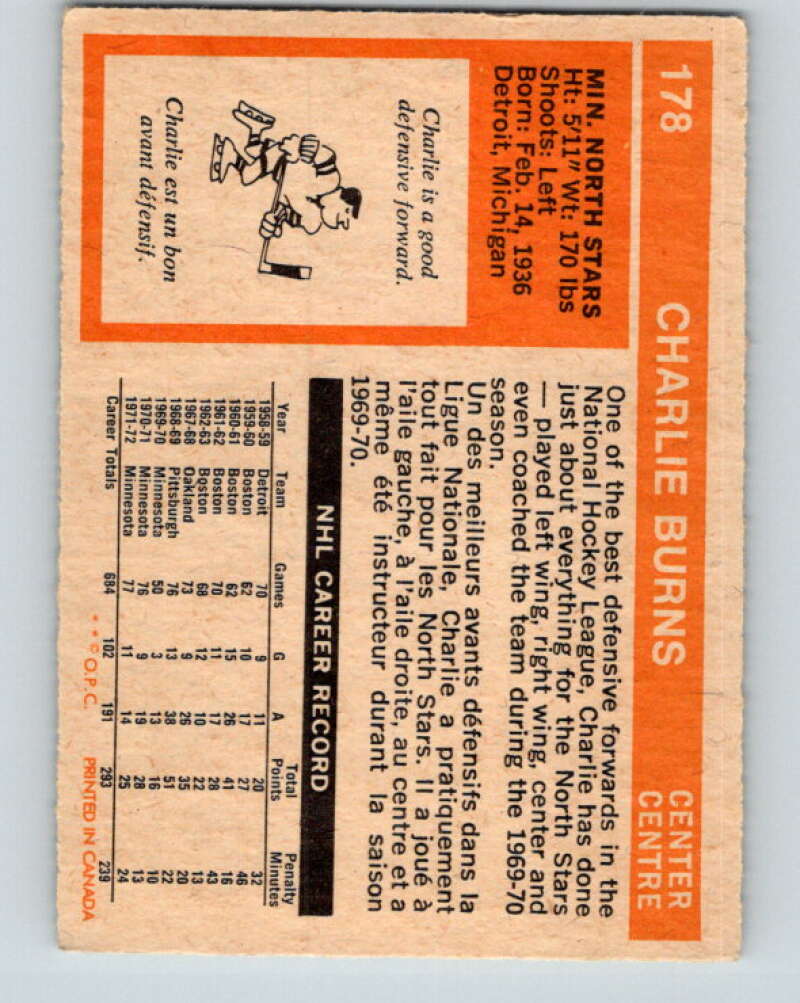 178 CHARLIE BURNS CENTER
CENTRE
MIN. NORTH STARS
Ht: 5'11" Wt: 170 lbs
Shoots: Left
Born: Feb. 14, 1936
Detroit, Michigan
Charlie is a good
defensive forward.
Charlie est un bon
avant défensif.
One of the best defensive forwards in the
National Hockey League, Charlie has done
just about everything for the North Stars
— played left wing, right wing, center and
even coached the team during the 1969-70
season.
Un des meilleurs avants défensifs dans la
Ligue Nationale, Charlie a pratiquement
tout fait pour les North Stars. Il a joué à
l'aile gauche, à l'aile droite, au centre et a
même été instructeur durant la saison
1969-70.
NHL CAREER RECORD
Year Team Games G A Total Points Penalty Minutes
1958-59 Detroit 70 9 11 20 32
1959-60 Boston 62 10 17 27 46
1960-61 Boston 62 15 26 41 16
1961-62 Boston 70 11 17 28 43
1962-63 Boston 68 12 10 22 13
1967-68 Oakland 73 9 26 35 20
1968-69 Pittsburgh 76 13 38 51 22
1969-70 Minnesota 50 3 13 16 10
1970-71 Minnesota 76 9 19 28 13
1971-72 Minnesota 77 11 14 25 24
Career Totals 684 102 191 293 239
* * © O.P.C. PRINTED IN CANADA